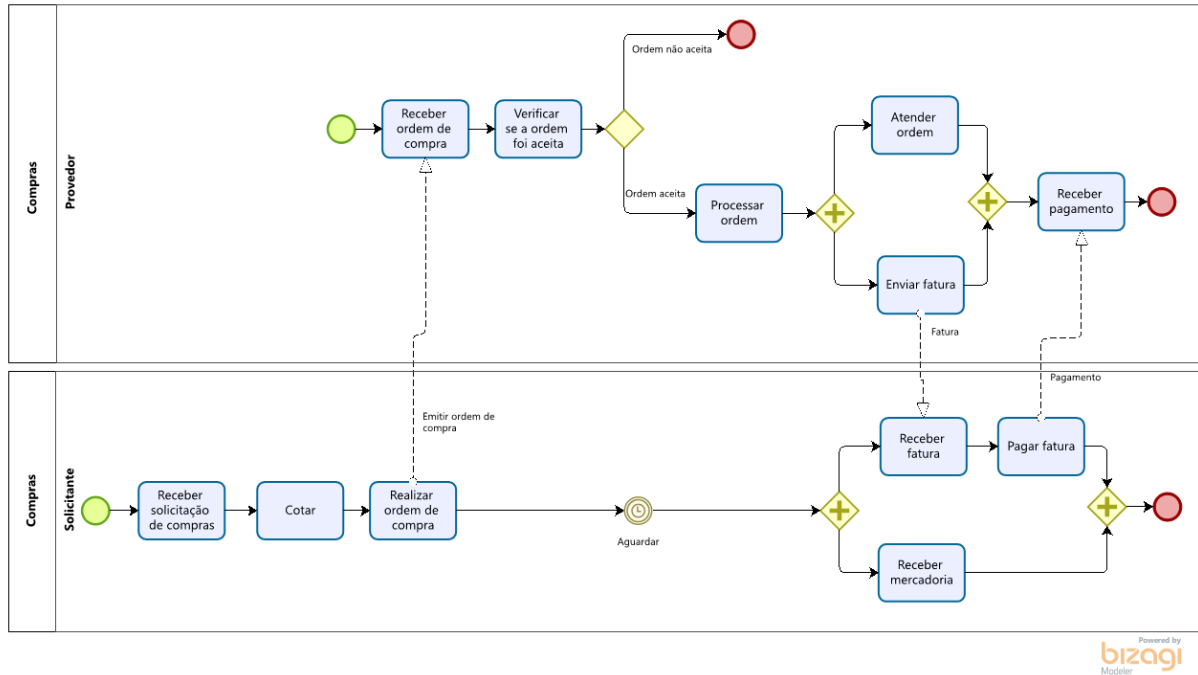 Compras
Provedor
Ordem não aceita
Receber
ordem de
compra
Verificar
se a ordem
foi aceita
Atender
ordem
Ordem aceita
Processar
ordem
Receber
pagamento
Enviar fatura
Fatura
Pagamento
Compras
Solicitante
Emitir ordem de
compra
Receber
fatura
Pagar fatura
Receber
solicitação
de compras
Cotar
Realizar
ordem de
compra
Aguardar
Receber
mercadoria
Powered by
bizagi
Modeler